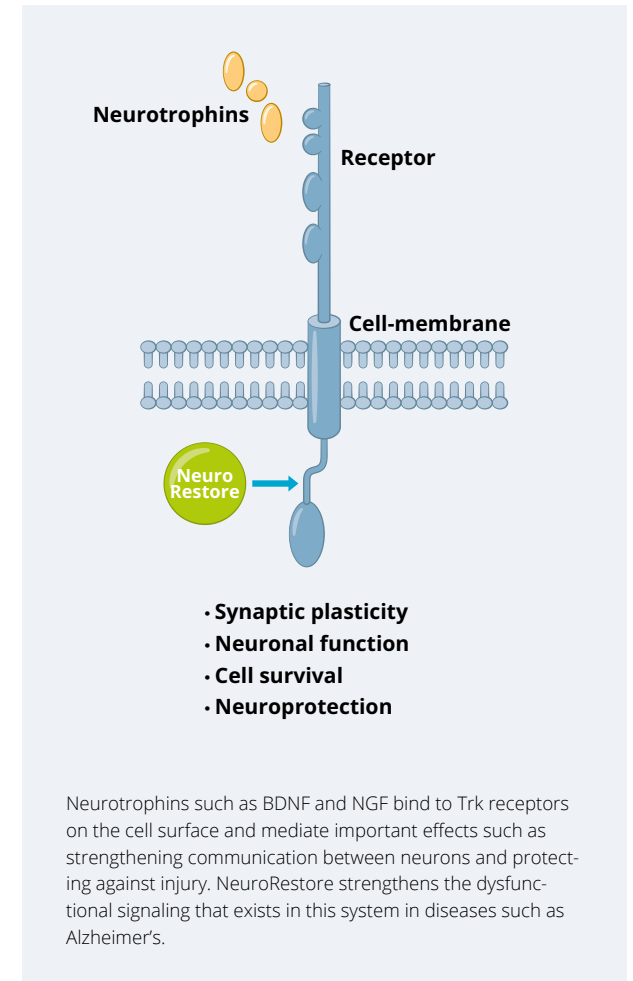 Neurotrophins
Receptor
Cell-membrane
Neuro
Restore
• Synaptic plasticity
• Neuronal function
• Cell survival
• Neuroprotection
Neurotrophins such as BDNF and NGF bind to Trk receptors
on the cell surface and mediate important effects such as
strengthening communication between neurons and protect-
ing against injury. NeuroRestore strengthens the dysfunc-
tional signaling that exists in this system in diseases such as
Alzheimer’s.